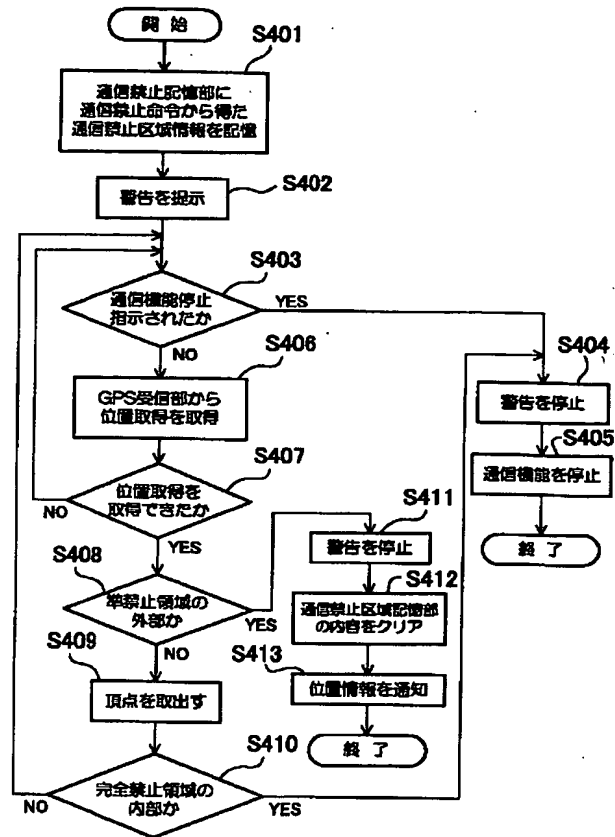 開始
S401
通信禁止記憶部に
通信禁止命令から得た
通信禁止区域情報を記憶
S402
警告を提示
S403
通信機能停止
指示されたか
YES
NO
S406
GPS受信部から
位置取得を取得
S404
警告を停止
S405
通信機能を停止
終了
S407
位置取得を
取得できたか
NO
YES
S408
準禁止領域の
外部か
YES
NO
S411
警告を停止
S412
通信禁止区域記憶部
の内容をクリア
S413
位置情報を通知
終了
S409
頂点を取出す
S410
完全禁止領域の
内部か
NO
YES